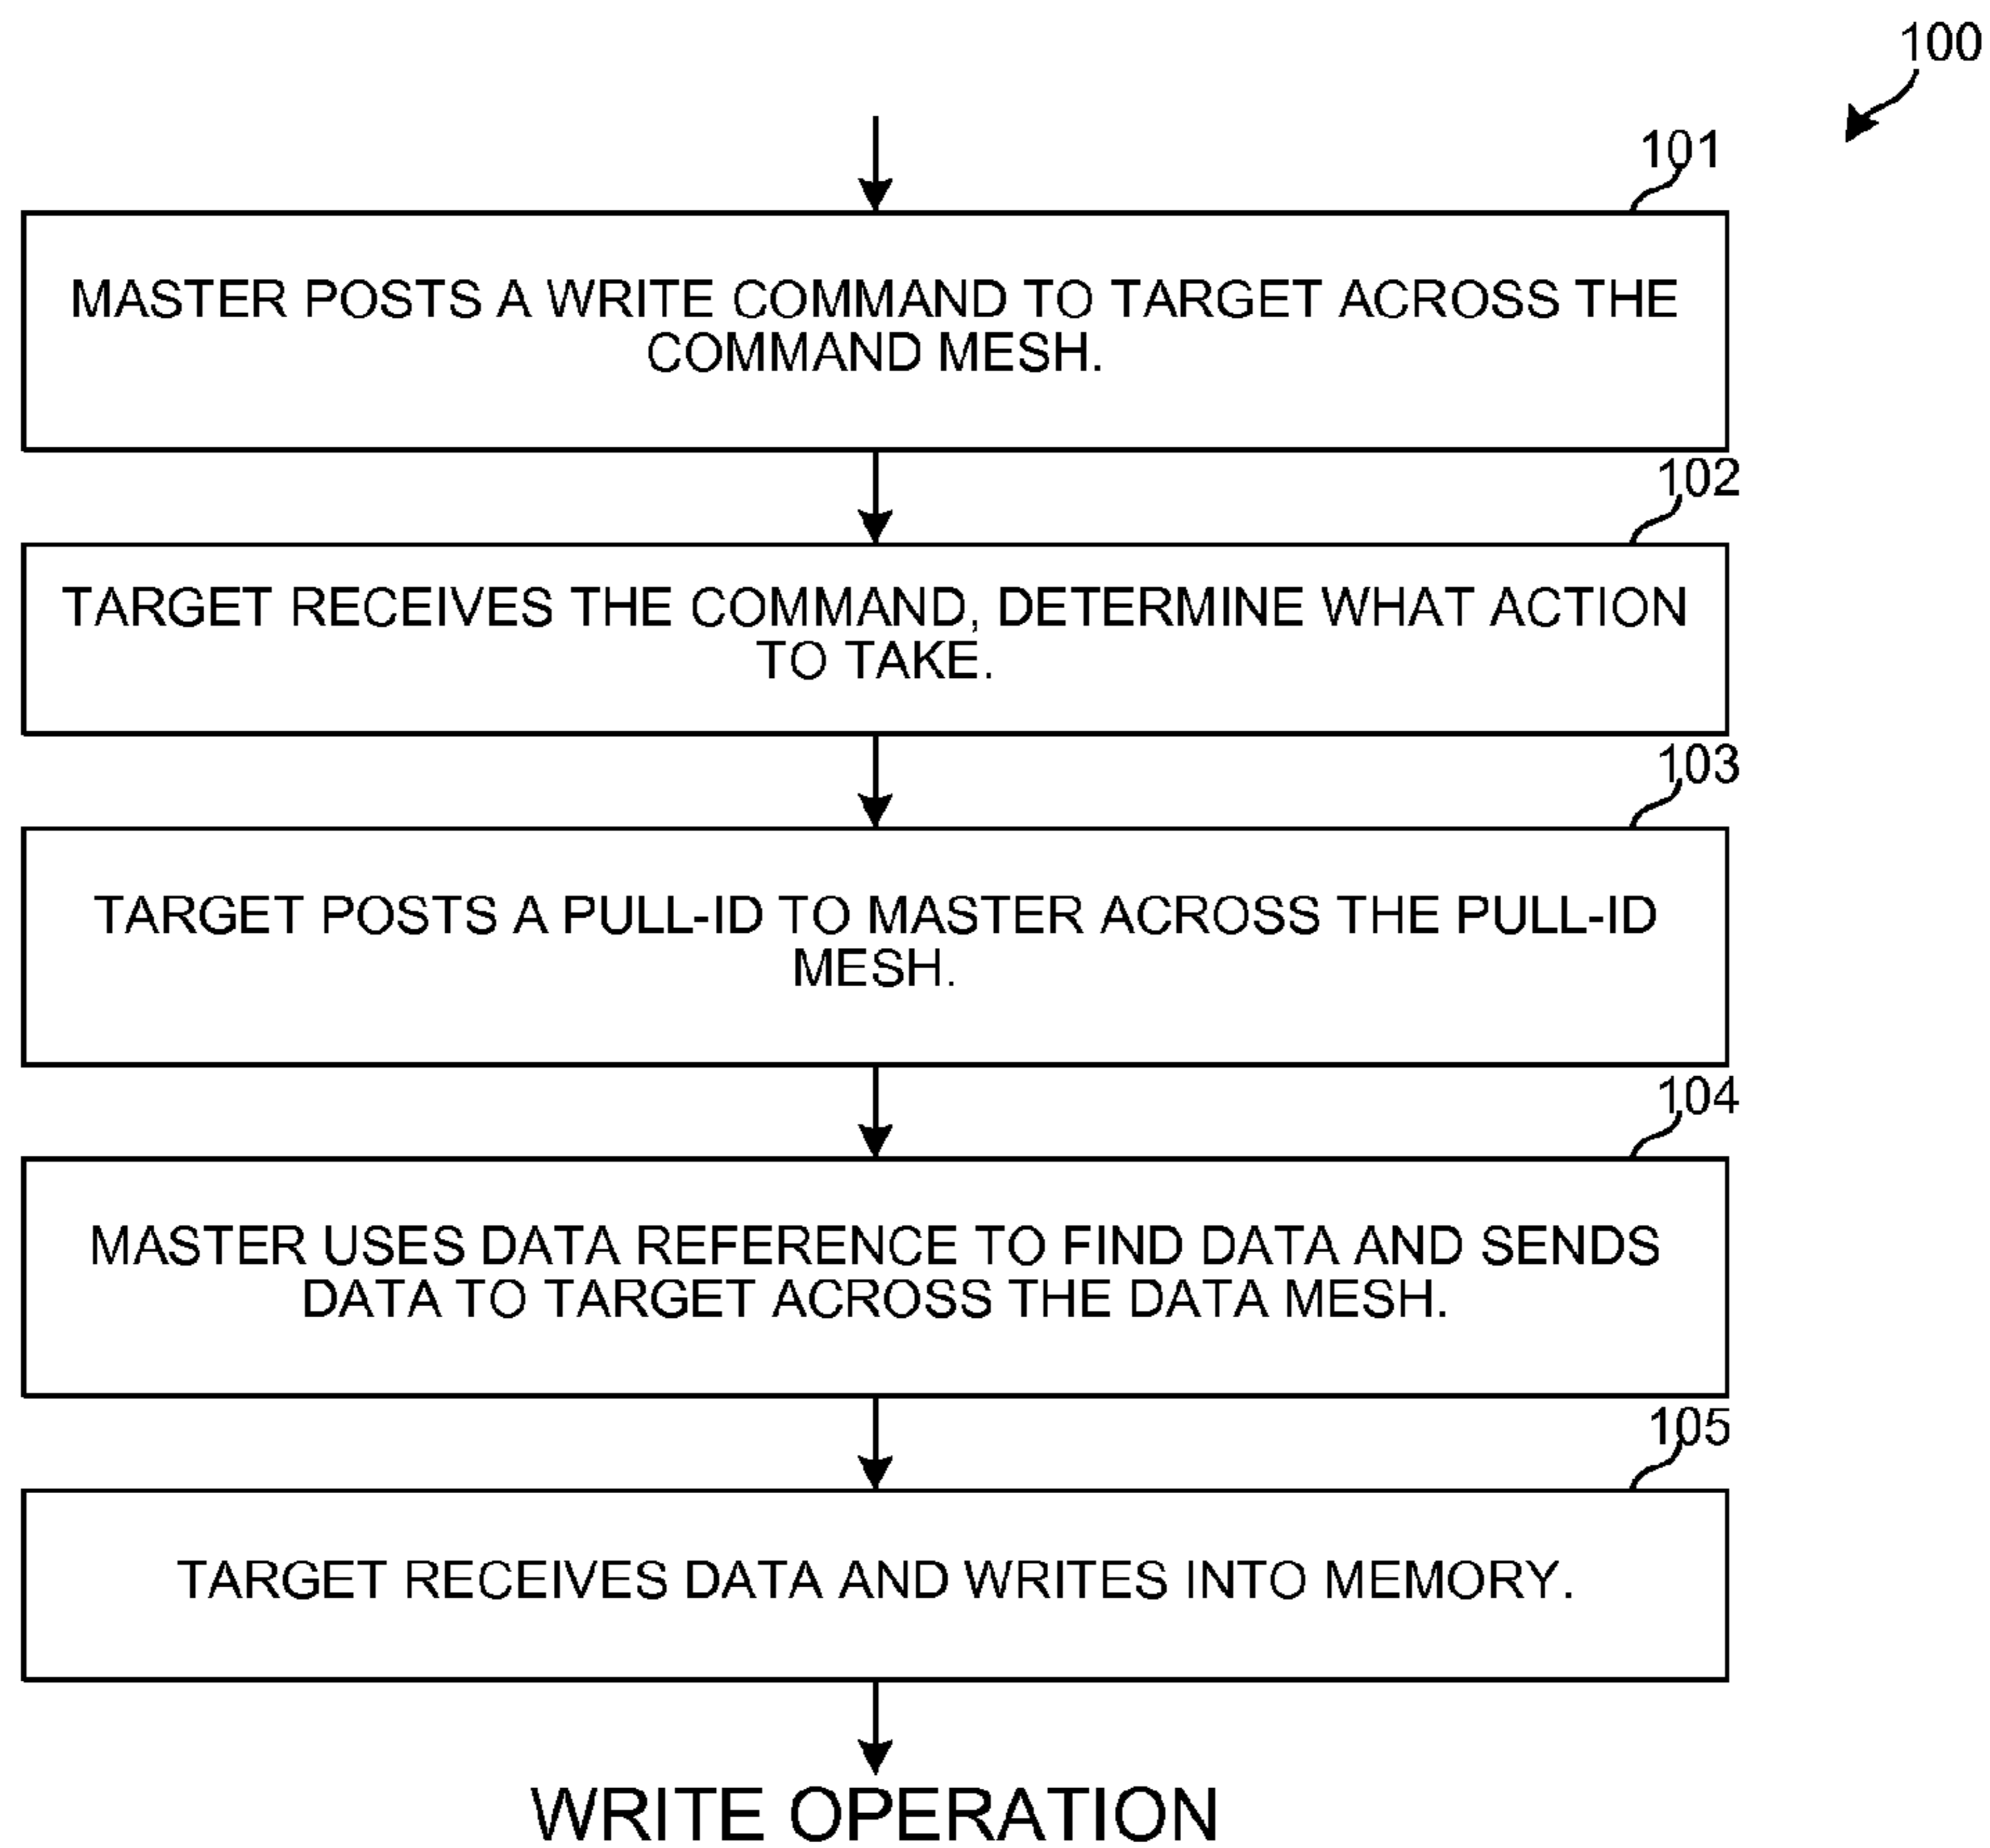 100
101
MASTER POSTS A WRITE COMMAND TO TARGET ACROSS THE
COMMAND MESH.
102
TARGET RECEIVES THE COMMAND, DETERMINE WHAT ACTION
TO TAKE.
103
TARGET POSTS A PULL-ID TO MASTER ACROSS THE PULL-ID
MESH.
104
MASTER USES DATA REFERENCE TO FIND DATA AND SENDS
DATA TO TARGET ACROSS THE DATA MESH.
105
TARGET RECEIVES DATA AND WRITES INTO MEMORY.
WRITE OPERATION